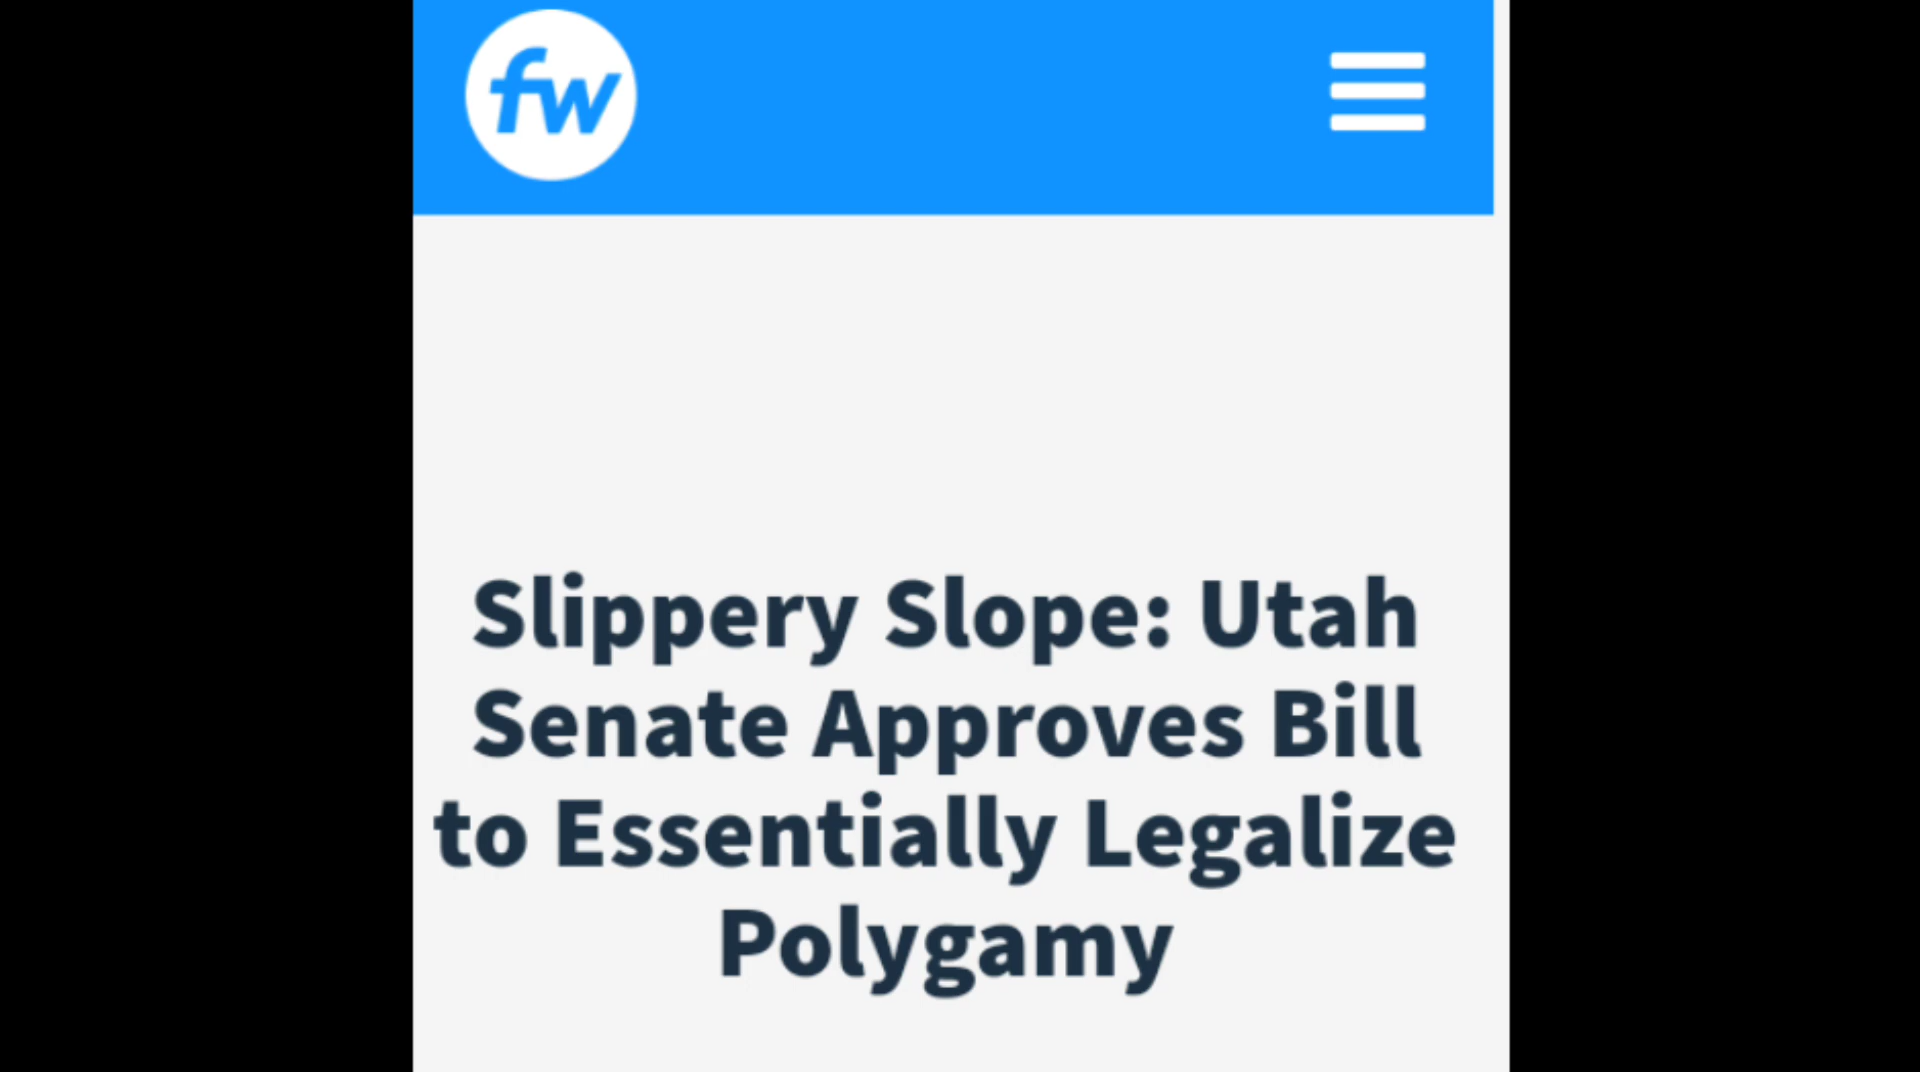 fw
Slippery Slope: Utah
Senate Approves Bill
to Essentially Legalize
Polygamy